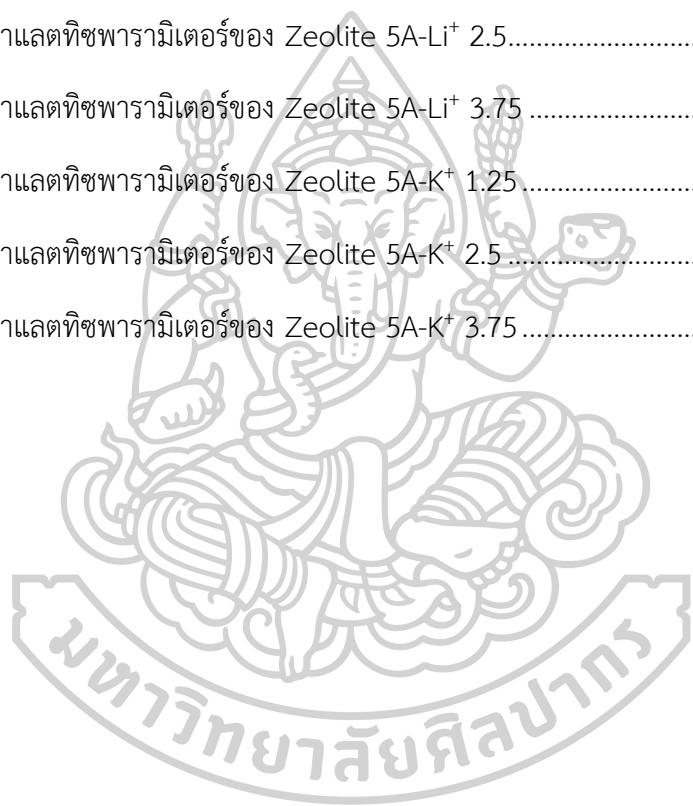 าแลตทิซพารามิเตอร์ของ Zeolite 5A-Li⁺ 2.5............................
าแลตทิซพารามิเตอร์ของ Zeolite 5A-Li⁺ 3.75 .........................
าแลตทิซพารามิเตอร์ของ Zeolite 5A-K⁺ 1.25 ..........................
าแลตทิซพารามิเตอร์ของ Zeolite 5A-K⁺ 2.5 ............................
าแลตทิซพารามิเตอร์ของ Zeolite 5A-K⁺ 3.75 ..........................
มหาวิทยาลัยศิลปากร